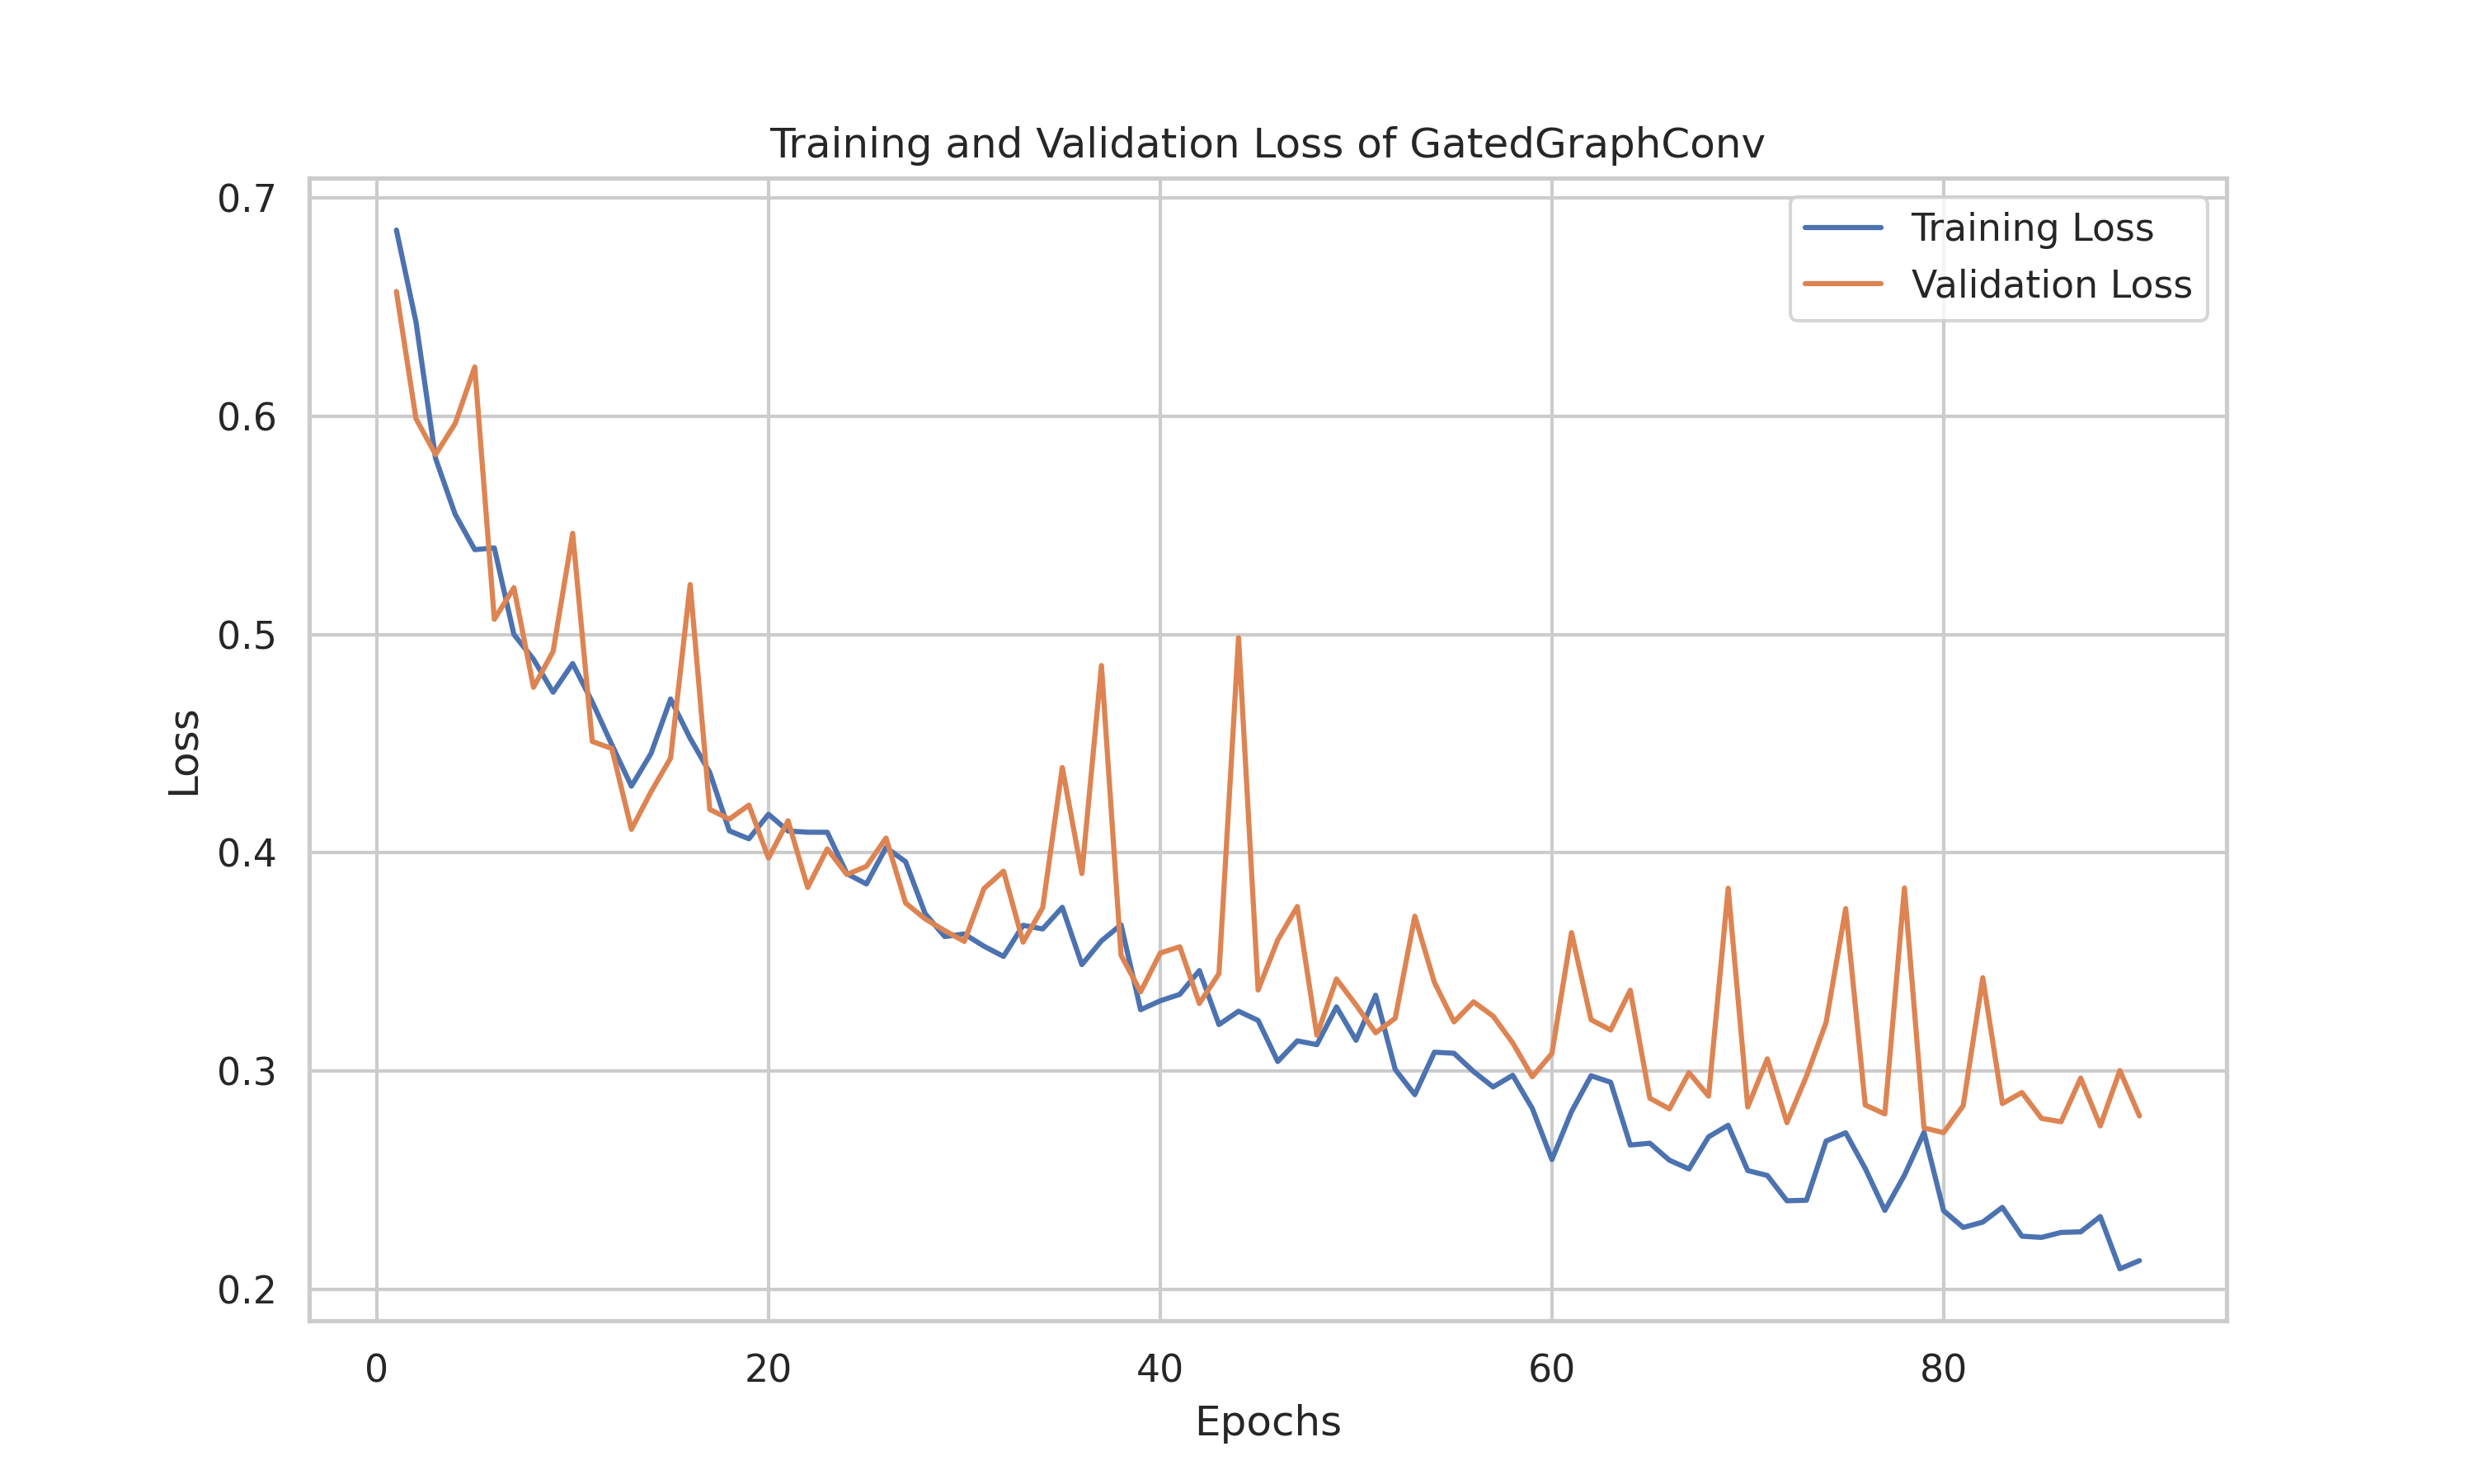 Training and Validation Loss of GatedGraphConv
Training Loss
Validation Loss
0.7
0.6
0.5
0.4
0.3
0.2
Loss
0
20
40
60
80
Epochs